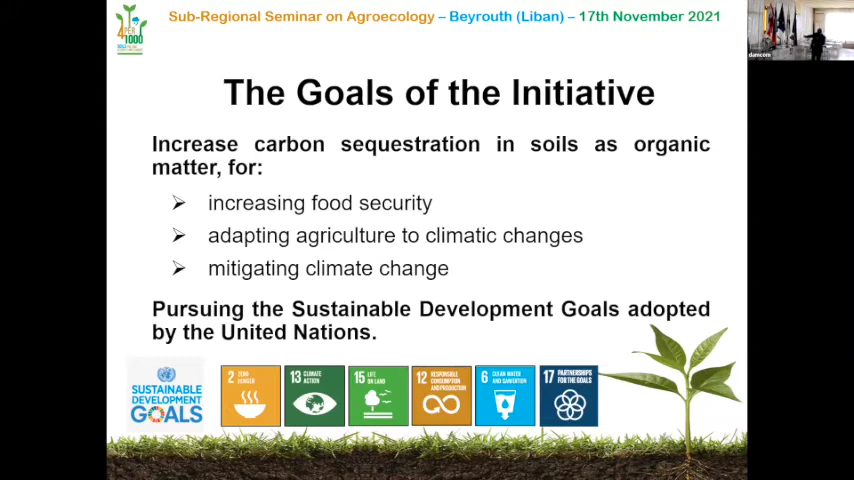 Sub-Regional Seminar on Agroecology – Beyrouth (Liban) – 17th November 2021
4 PER
1000
The Goals of the Initiative
Increase carbon sequestration in soils as organic
matter, for:
increasing food security
adapting agriculture to climatic changes
mitigating climate change
Pursuing the Sustainable Development Goals adopted
by the United Nations.
SUSTAINABLE
DEVELOPMENT
GOALS
2 ZERO
HUNGER
13 CLIMATE
ACTION
15 LIFE
ON LAND
12 RESPONSIBLE
CONSUMPTION
AND PRODUCTION
6 CLEAN WATER
AND SANITATION
17 PARTNERSHIPS
FOR THE GOALS